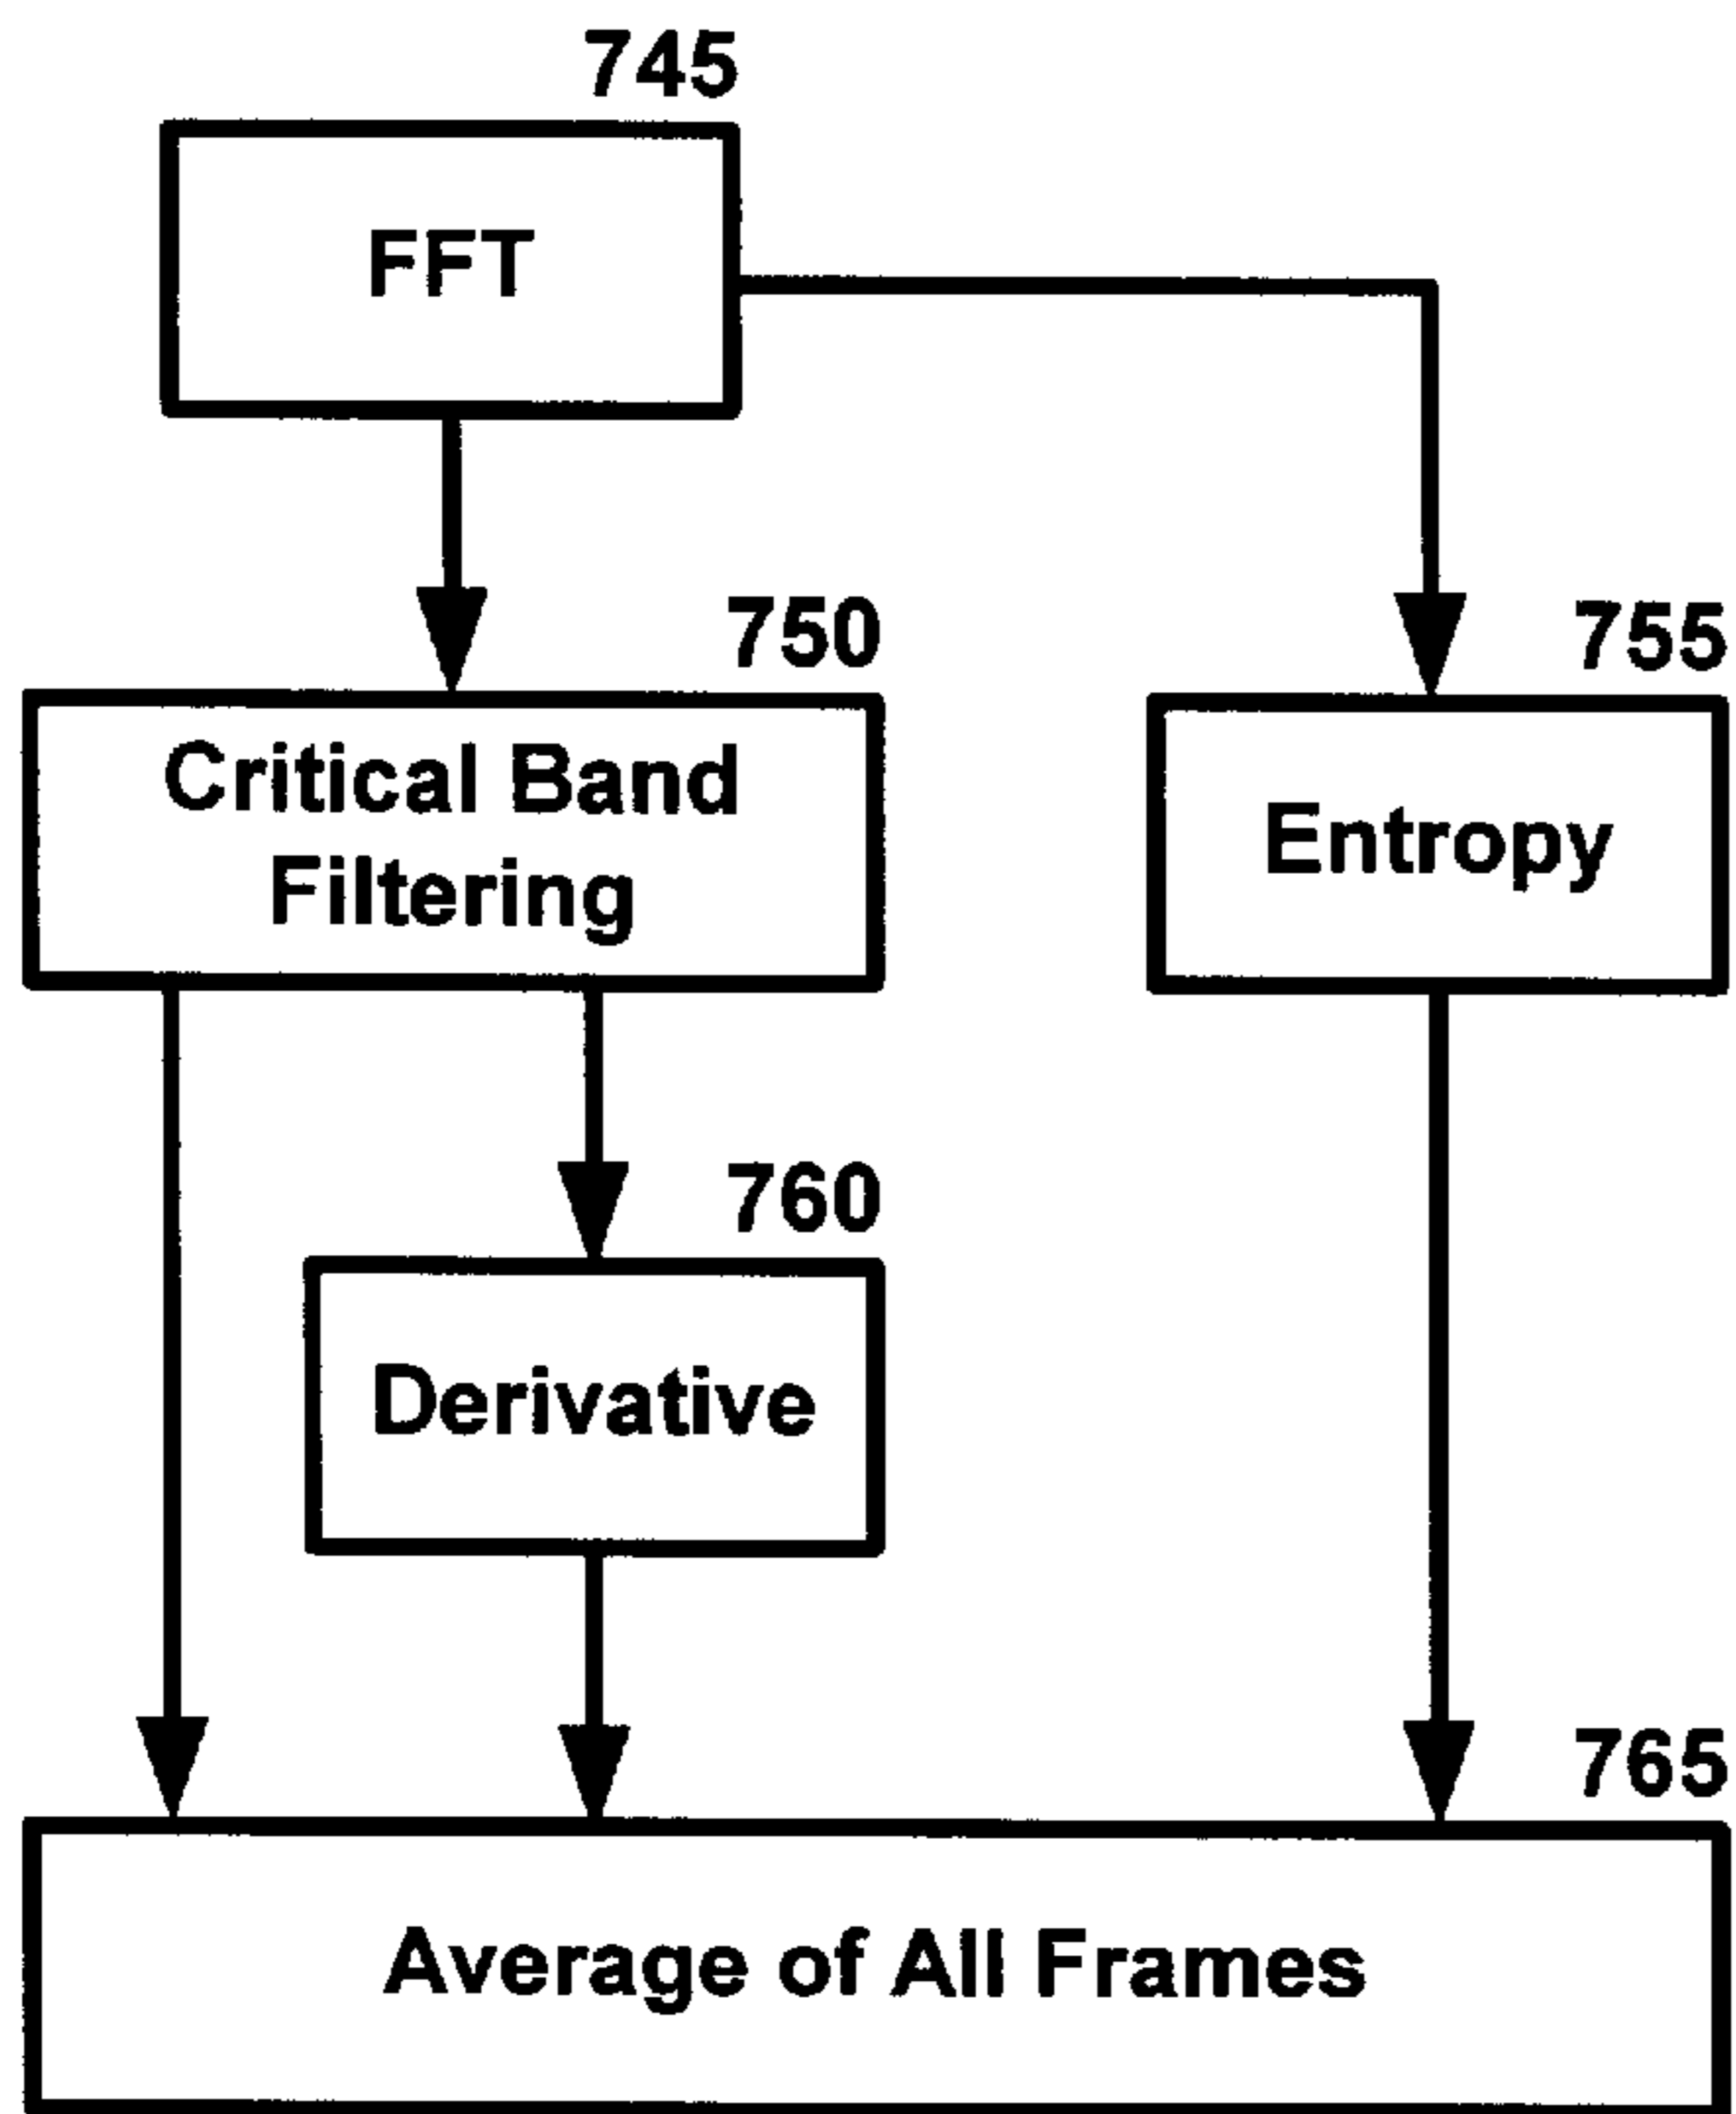 745
FFT
750
755
Critical Band
Filtering
Entropy
760
Derivative
765
Average of All Frames